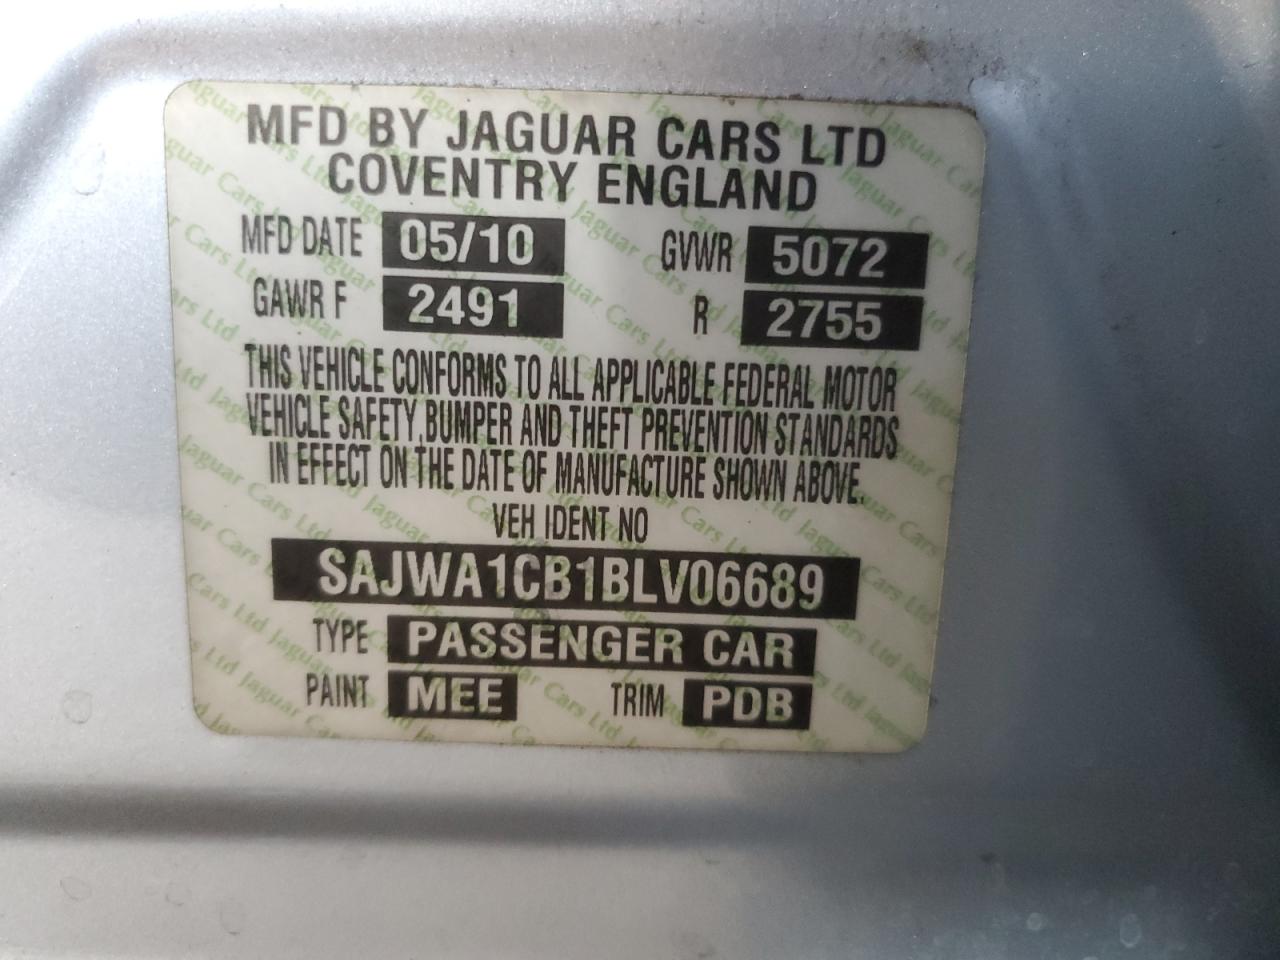 MFD BY JAGUAR CARS LTD
COVENTRY ENGLAND
MFD DATE 05/10 GVWR 5072
GAWR F 2491 R 2755
THIS VEHICLE CONFORMS TO ALL APPLICABLE FEDERAL MOTOR
VEHICLE SAFETY,BUMPER AND THEFT PREVENTION STANDARDS
IN EFFECT ON THE DATE OF MANUFACTURE SHOWN ABOVE.
VEH IDENT NO
SAJWA1CB1BLV06689
TYPE PASSENGER CAR
PAINT MEE TRIM PDB